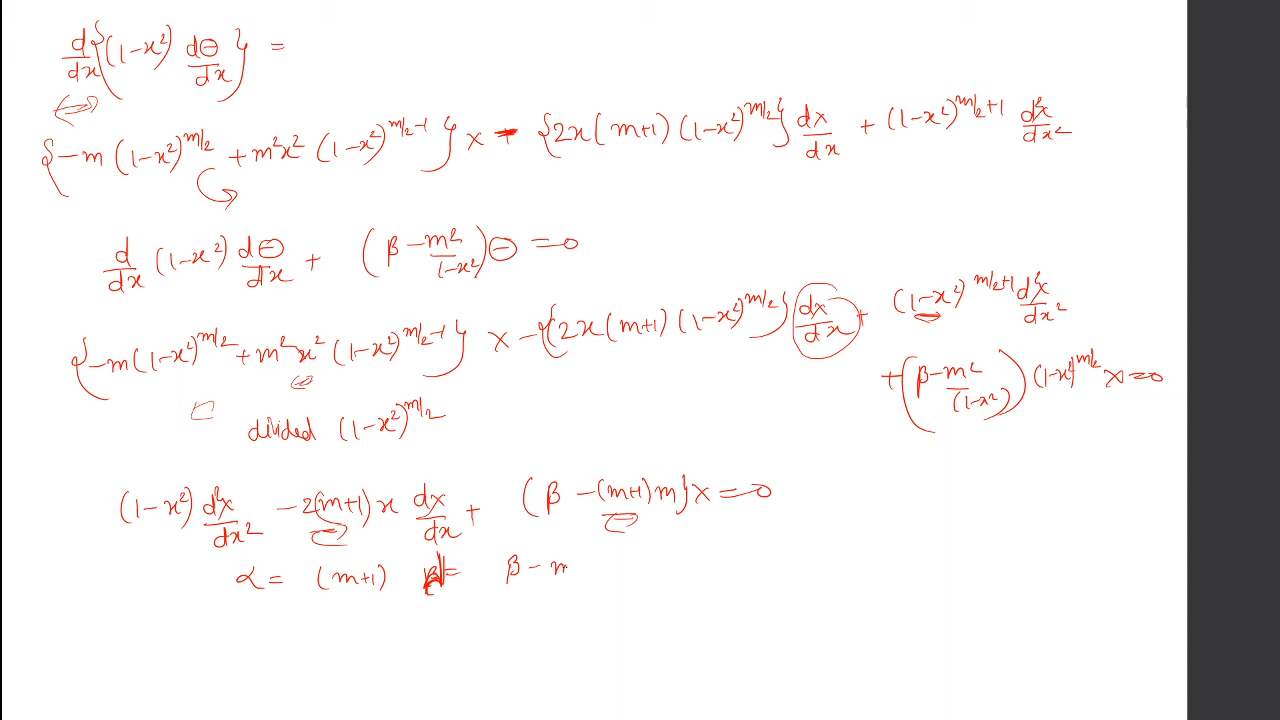 d/dx {(1-x²) dΘ/dx} =
{-m (1-x²)^m/2 + m²x² (1-x²)^m/2-1} X - {2x(m+1)(1-x²)^m/2} dX/dx + (1-x²)^m/2+1 d²X/dx²
d/dx (1-x²) dΘ/dx + (β - m²/1-x²)Θ = 0
{-m(1-x²)^m/2 + m²x² (1-x²)^m/2-1} X - {2x(m+1)(1-x²)^m/2} dX/dx + (1-x²)^m/2+1 d²X/dx²
+ (β - m²/(1-x²)) (1-x²)^m/2 X = 0
divided (1-x²)^m/2
(1-x²) d²X/dx² - 2(m+1)x dX/dx + (β - (m+1)m} X = 0
α = (m+1) = β - m